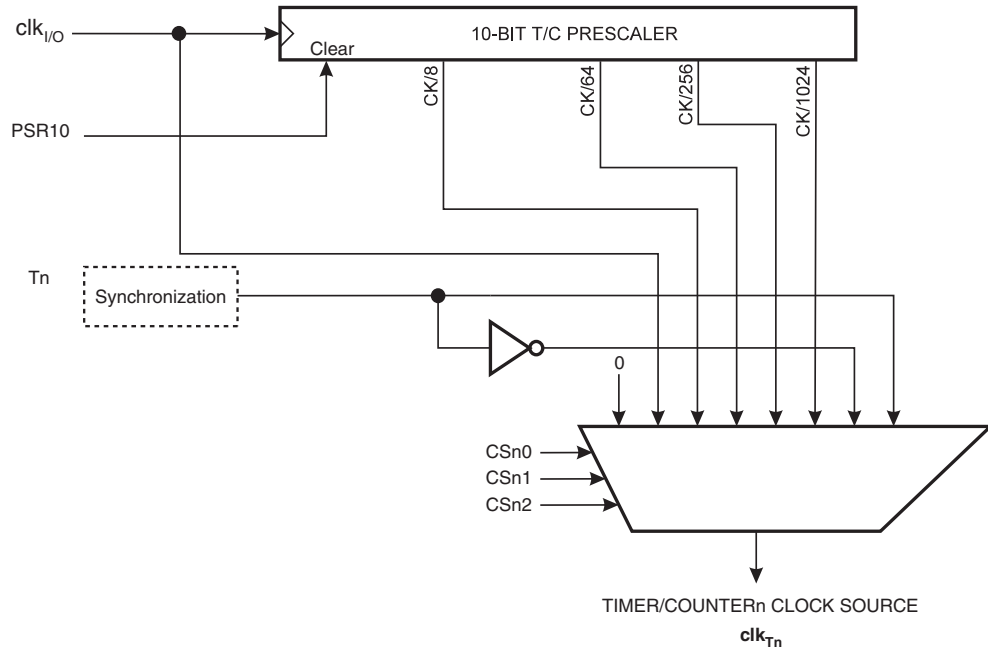 clkI/O
10-BIT T/C PRESCALER
Clear
CK/8
CK/64
CK/256
CK/1024
PSR10
Tn
Synchronization
0
CSn0
CSn1
CSn2
TIMER/COUNTERn CLOCK SOURCE
clkTn